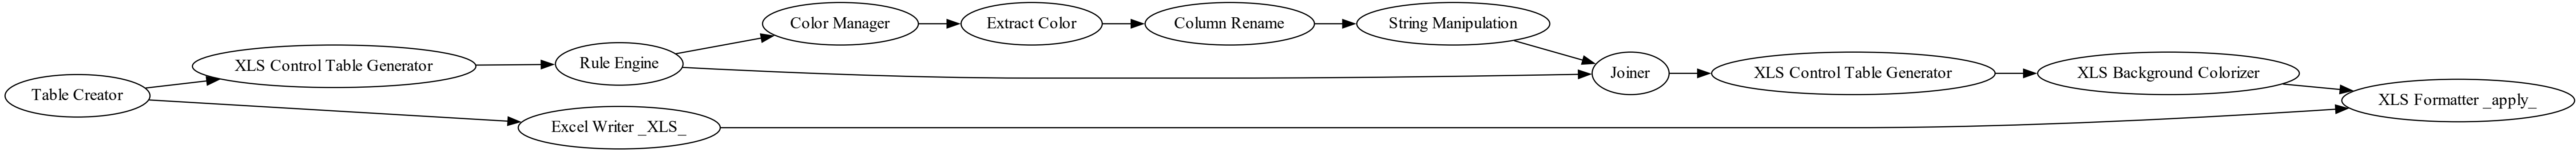 Table Creator
XLS Control Table Generator
Excel Writer _XLS_
Rule Engine
Color Manager
Extract Color
Column Rename
String Manipulation
Joiner
XLS Control Table Generator
XLS Background Colorizer
XLS Formatter _apply_